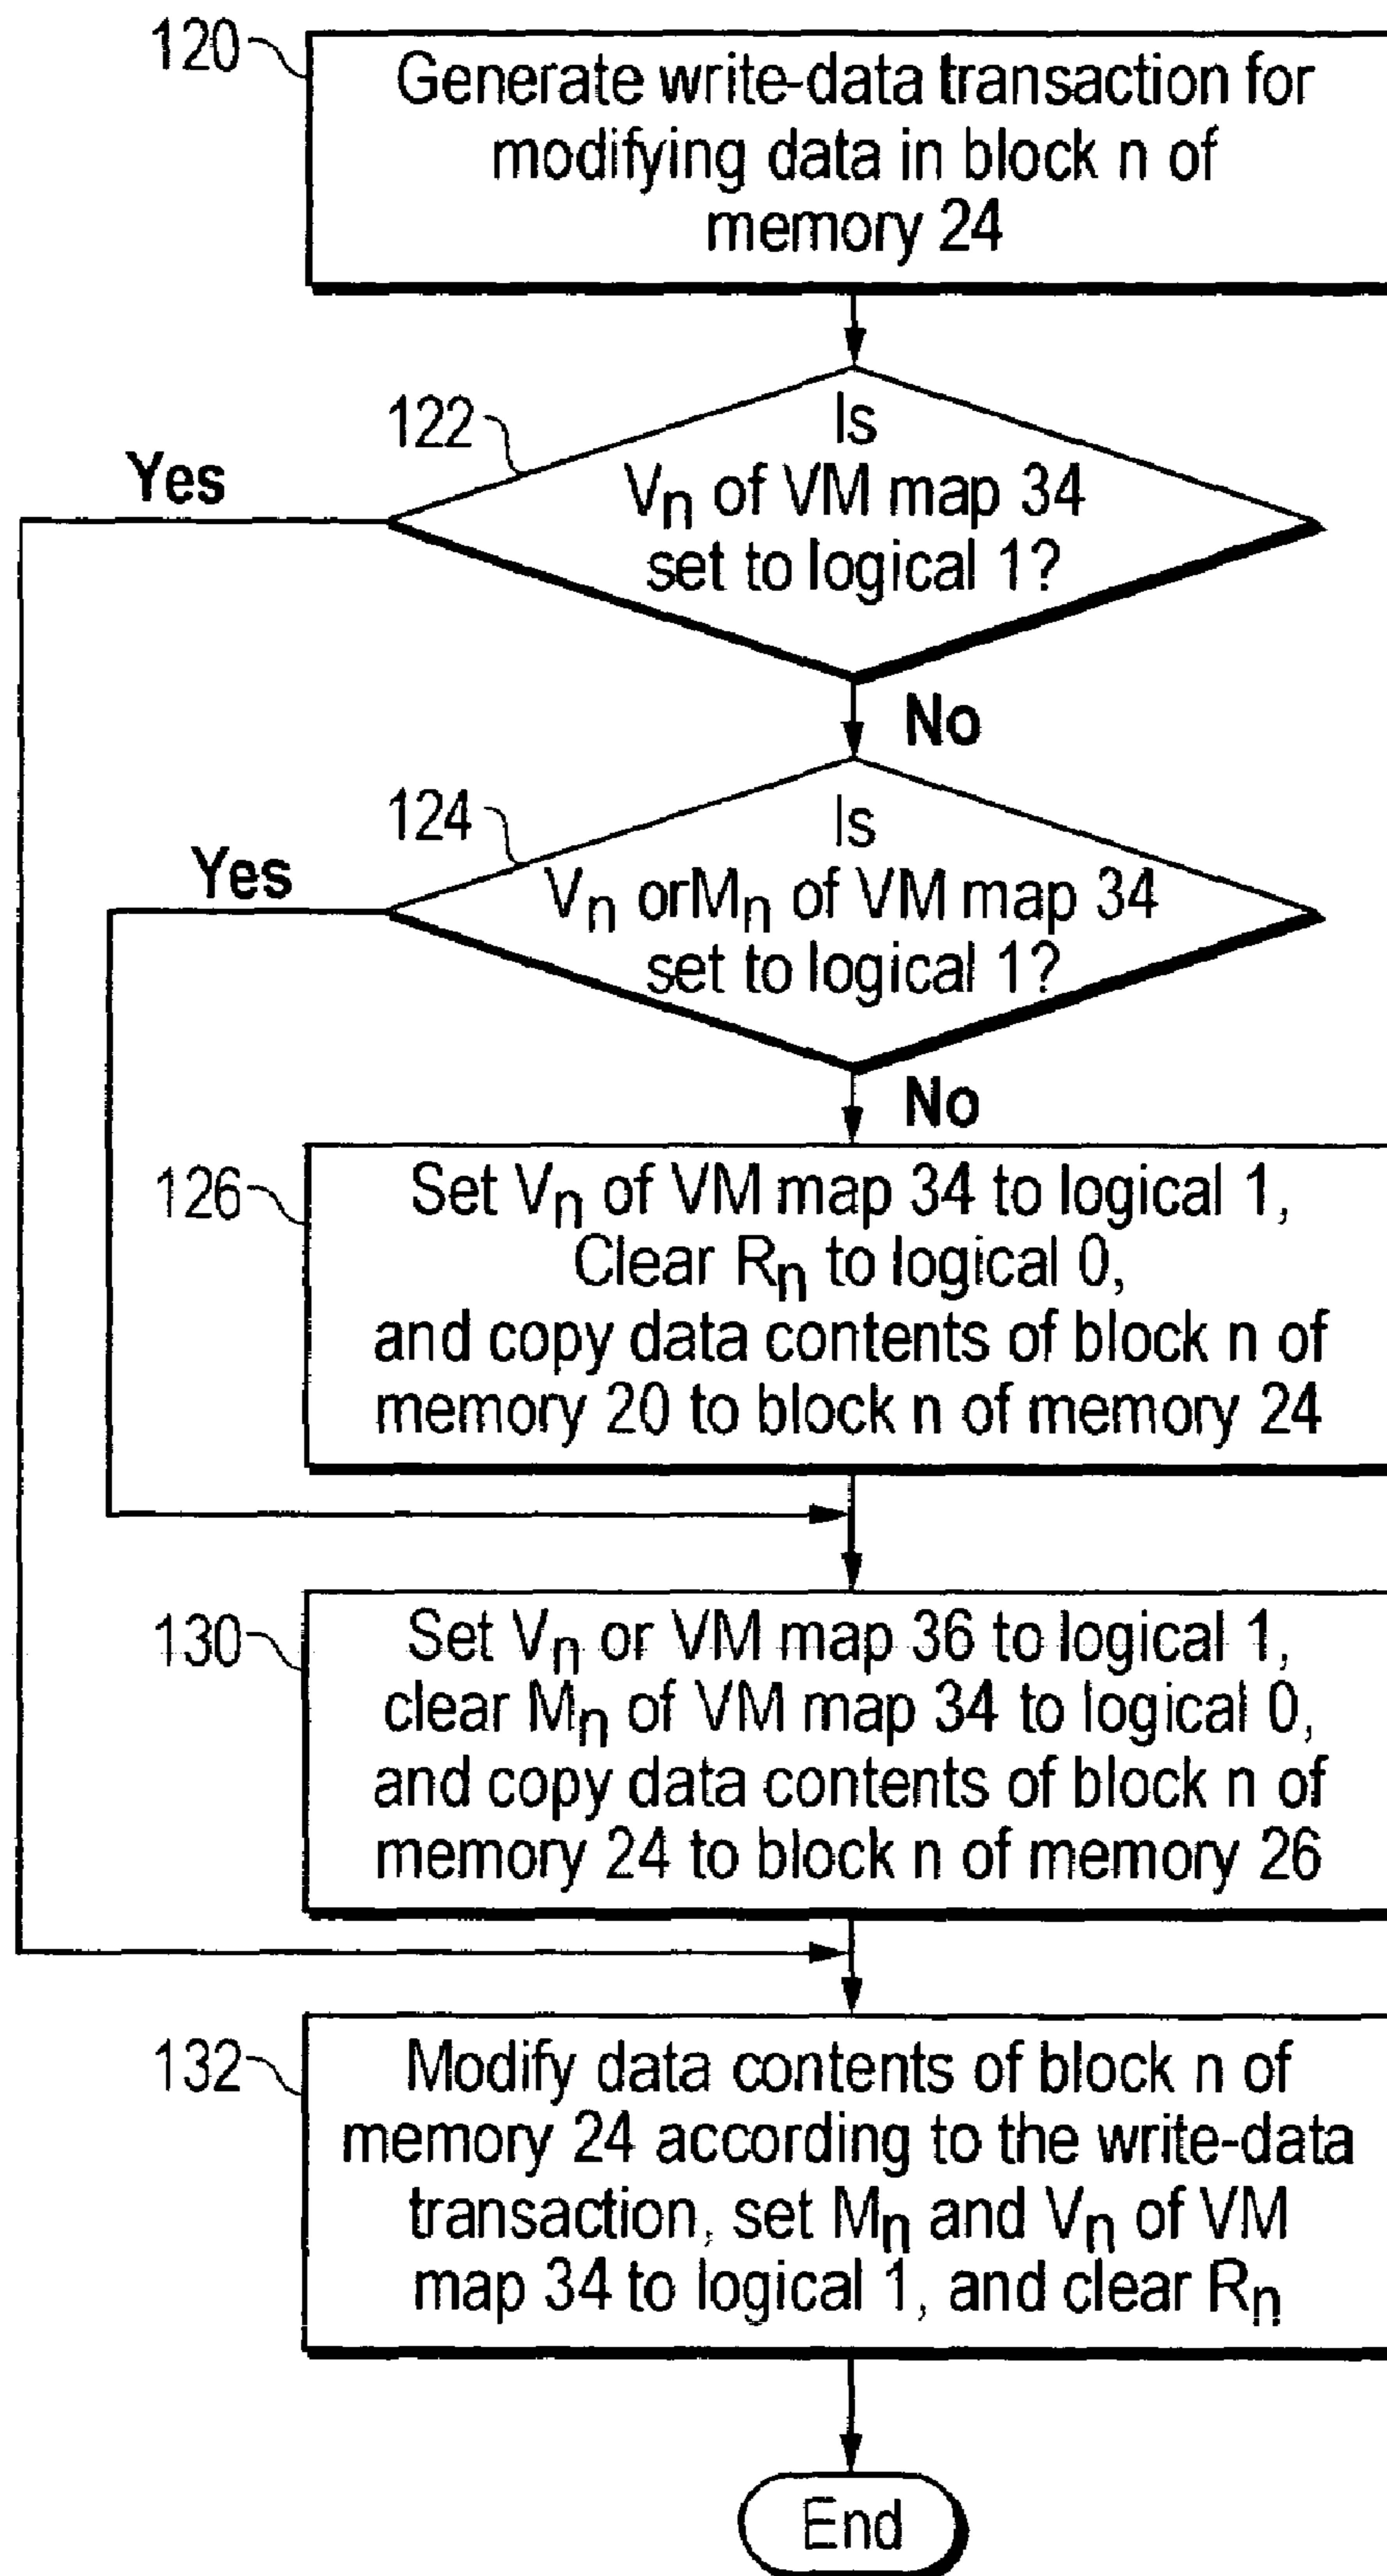 120
Generate write-data transaction for
modifying data in block n of
memory 24
122
Is
Vn of VM map 34
set to logical 1?
Yes
No
124
Is
Vn orMn of VM map 34
set to logical 1?
Yes
No
126
Set Vn of VM map 34 to logical 1,
Clear Rn to logical 0,
and copy data contents of block n of
memory 20 to block n of memory 24
130
Set Vn or VM map 36 to logical 1,
clear Mn of VM map 34 to logical 0,
and copy data contents of block n of
memory 24 to block n of memory 26
132
Modify data contents of block n of
memory 24 according to the write-data
transaction, set Mn and Vn of VM
map 34 to logical 1, and clear Rn
End